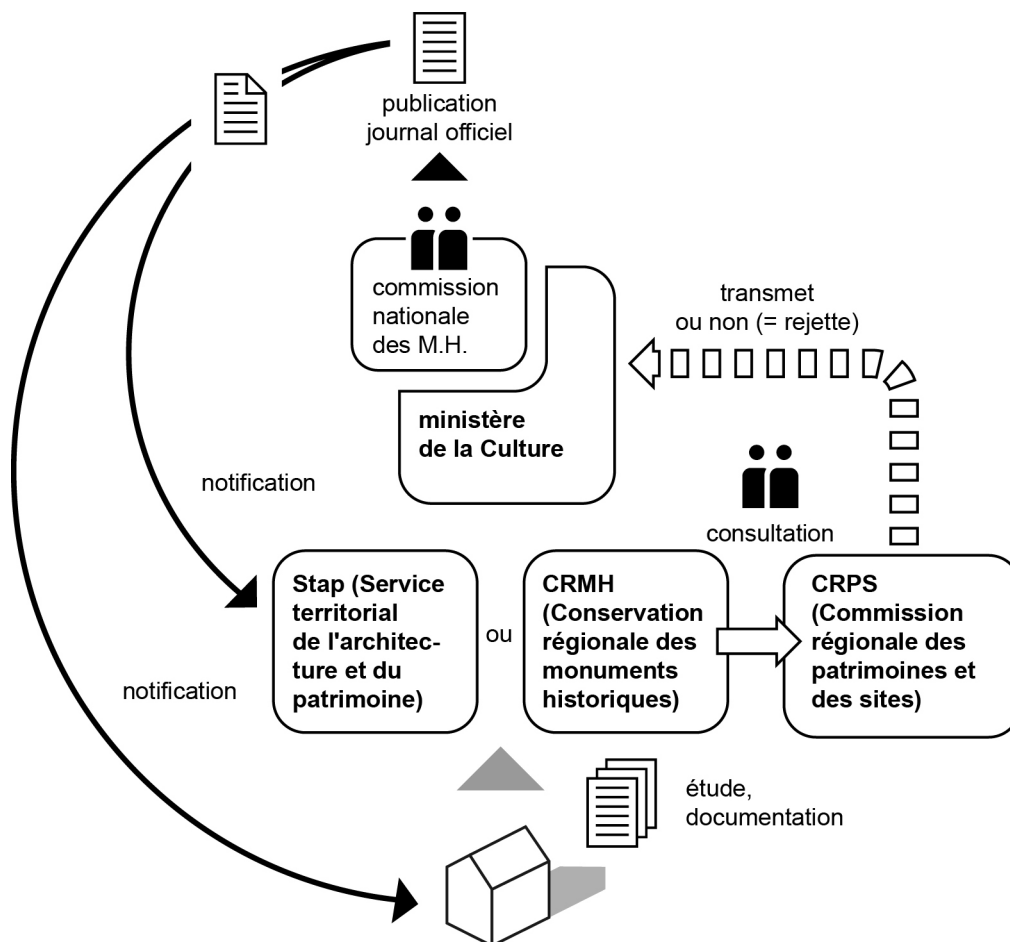 publication
journal officiel
commission
nationale
des M.H.
transmet
ou non (= rejette)
ministère
de la Culture
notification
consultation
Stap (Service
territorial
de l'architec-
ture et du
patrimoine)
ou
CRMH
(Conservation
régionale des
monuments
historiques)
CRPS
(Commission
régionale des
patrimoines et
des sites)
notification
étude,
documentation